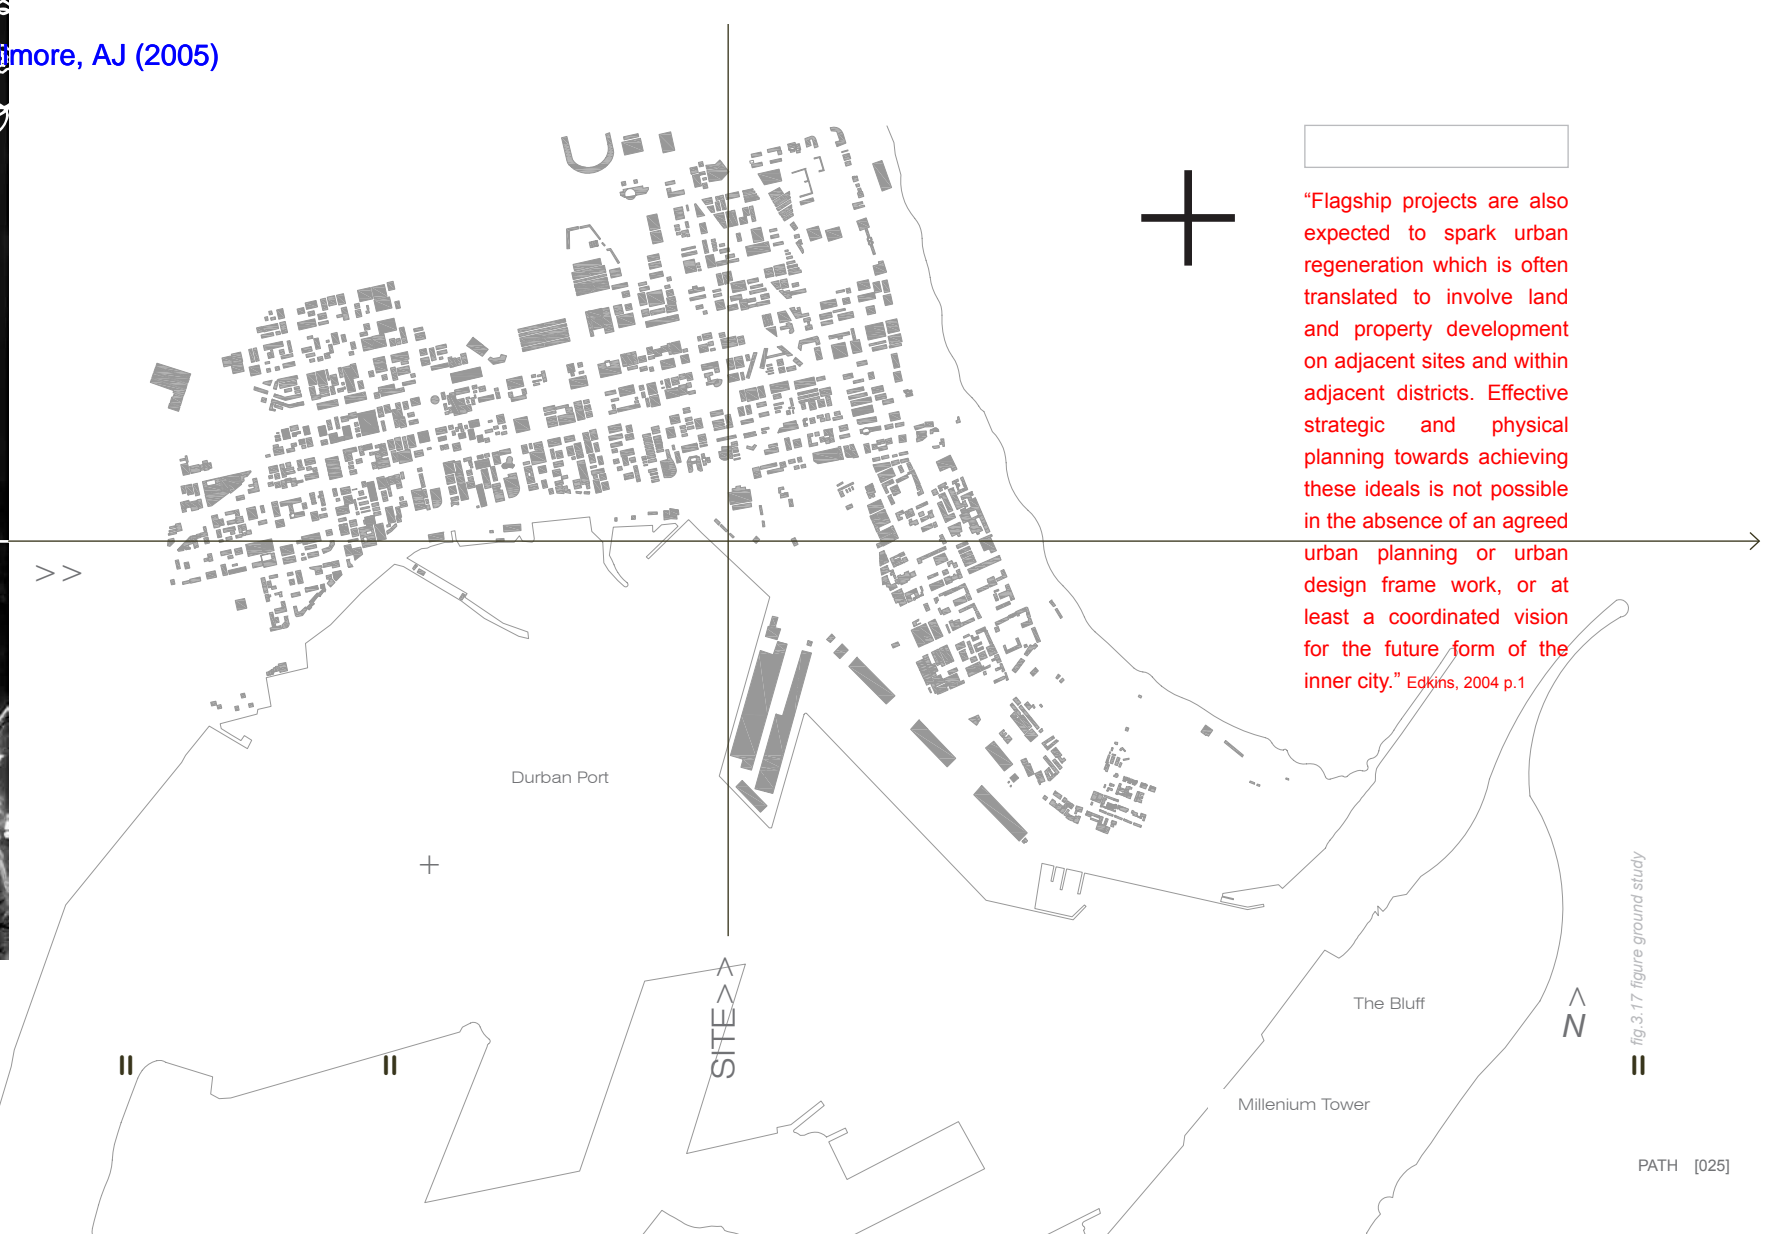 more, AJ (2005)
“Flagship projects are also
expected to spark urban
regeneration which is often
translated to involve land
and property development
on adjacent sites and within
adjacent districts. Effective
strategic and physical
planning towards achieving
these ideals is not possible
in the absence of an agreed
urban planning or urban
design frame work, or at
least a coordinated vision
for the future form of the
inner city.” Edkins, 2004 p.1
>>
Durban Port
SITE>>
The Bluff
Millenium Tower
N
>
fig.3.17 figure ground study
PATH [025]